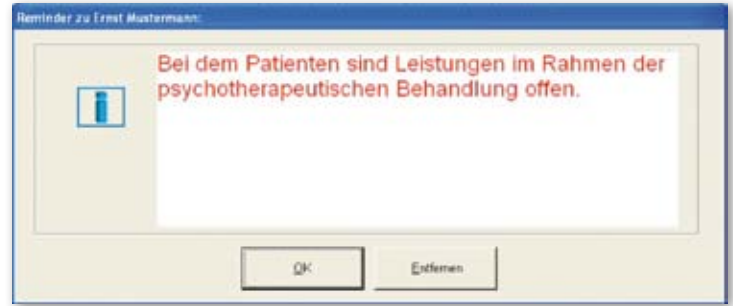 Reminder zu Ernst Mustermann:
Bei dem Patienten sind Leistungen im Rahmen der
psychotherapeutischen Behandlung offen.
OK
Entfernen